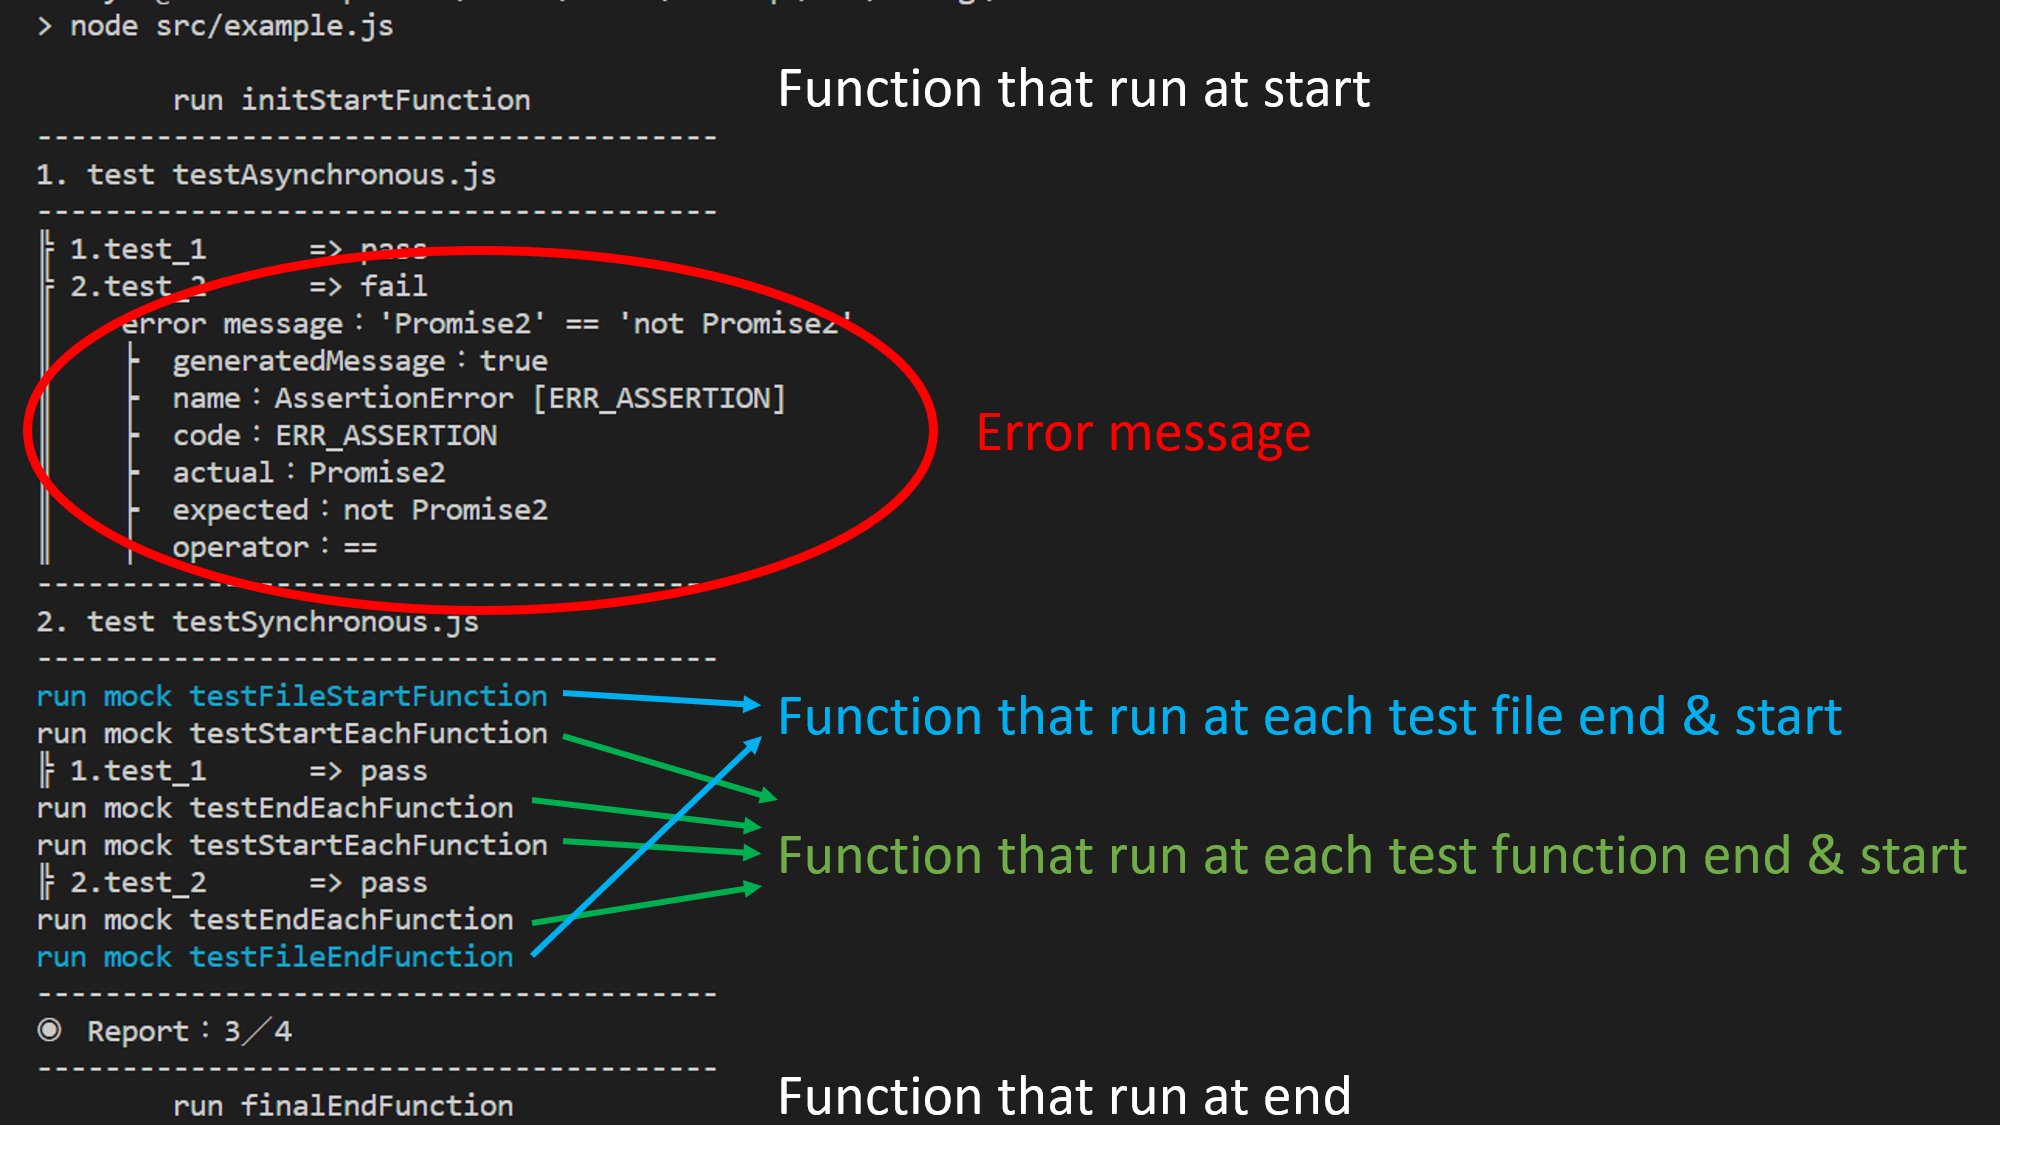 > node src/example.js
Function that run at start
run initStartFunction
----------------------------------------
1. test testAsynchronous.js
----------------------------------------
╠ 1.test_1      => pass
╠ 2.test_2      => fail
error message：'Promise2' == 'not Promise2'
├ generatedMessage：true
├ name：AssertionError [ERR_ASSERTION]
├ code：ERR_ASSERTION
├ actual：Promise2
├ expected：not Promise2
operator：==
Error message
----------------------------------------
2. test testSynchronous.js
----------------------------------------
run mock testFileStartFunction
Function that run at each test file end & start
run mock testStartEachFunction
╠ 1.test_1      => pass
run mock testEndEachFunction
run mock testStartEachFunction
Function that run at each test function end & start
╠ 2.test_2      => pass
run mock testEndEachFunction
run mock testFileEndFunction
----------------------------------------
◉ Report：3／4
----------------------------------------
Function that run at end
run finalEndFunction